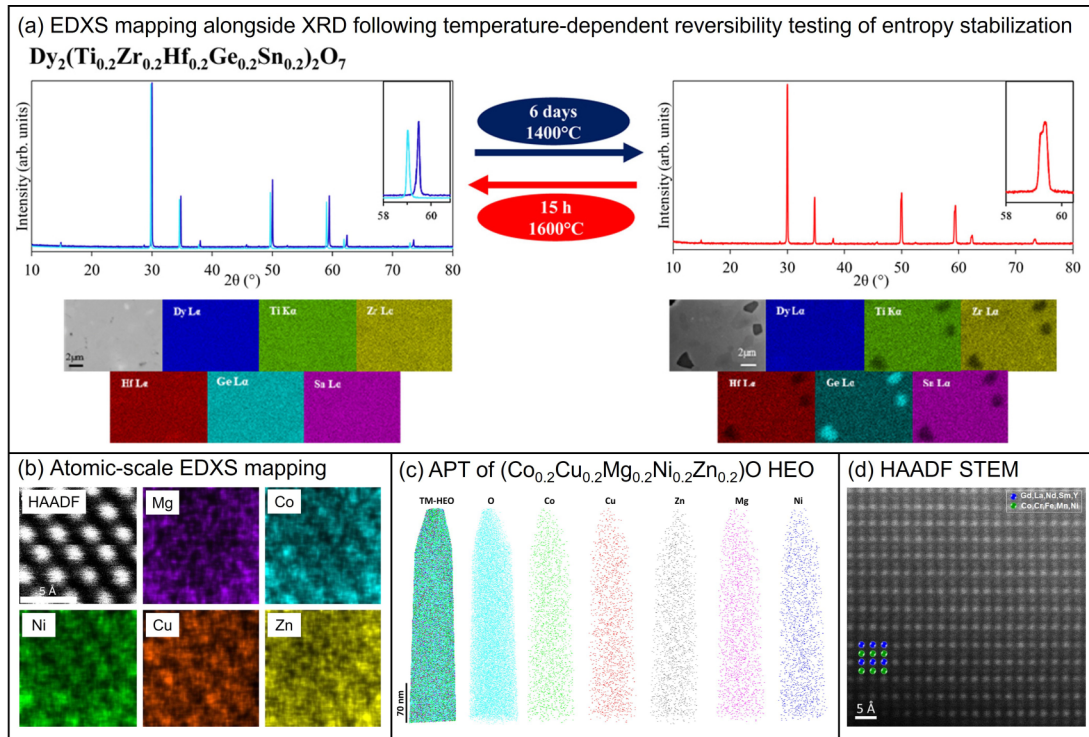 (a) EDXS mapping alongside XRD following temperature-dependent reversibility testing of entropy stabilization
Dy₂(Ti₀.₂Zr₀.₂Hf₀.₂Ge₀.₂Sn₀.₂)₂O₇
Intensity (arb. units)
58 60
10 20 30 40 50 60 70 80
2θ (°)
6 days
1400°C
15 h
1600°C
Intensity (arb. units)
58 60
10 20 30 40 50 60 70 80
2θ (°)
2μm
Dy Lα
Ti Kα
Zr Lα
Hf Lα
Ge Lα
Sn Lα
2μm
Dy Lα
Ti Kα
Zr Lα
Hf Lα
Ge Lα
Sn Lα
(b) Atomic-scale EDXS mapping
HAADF
5 Å
Mg
Co
Ni
Cu
Zn
(c) APT of (Co₀.₂Cu₀.₂Mg₀.₂Ni₀.₂Zn₀.₂)O HEO
TM-HEO O Co Cu Zn Mg Ni
70 nm
(d) HAADF STEM
Gd,La,Nd,Sm,Y
Co,Cr,Fe,Mn,Ni
5 Å